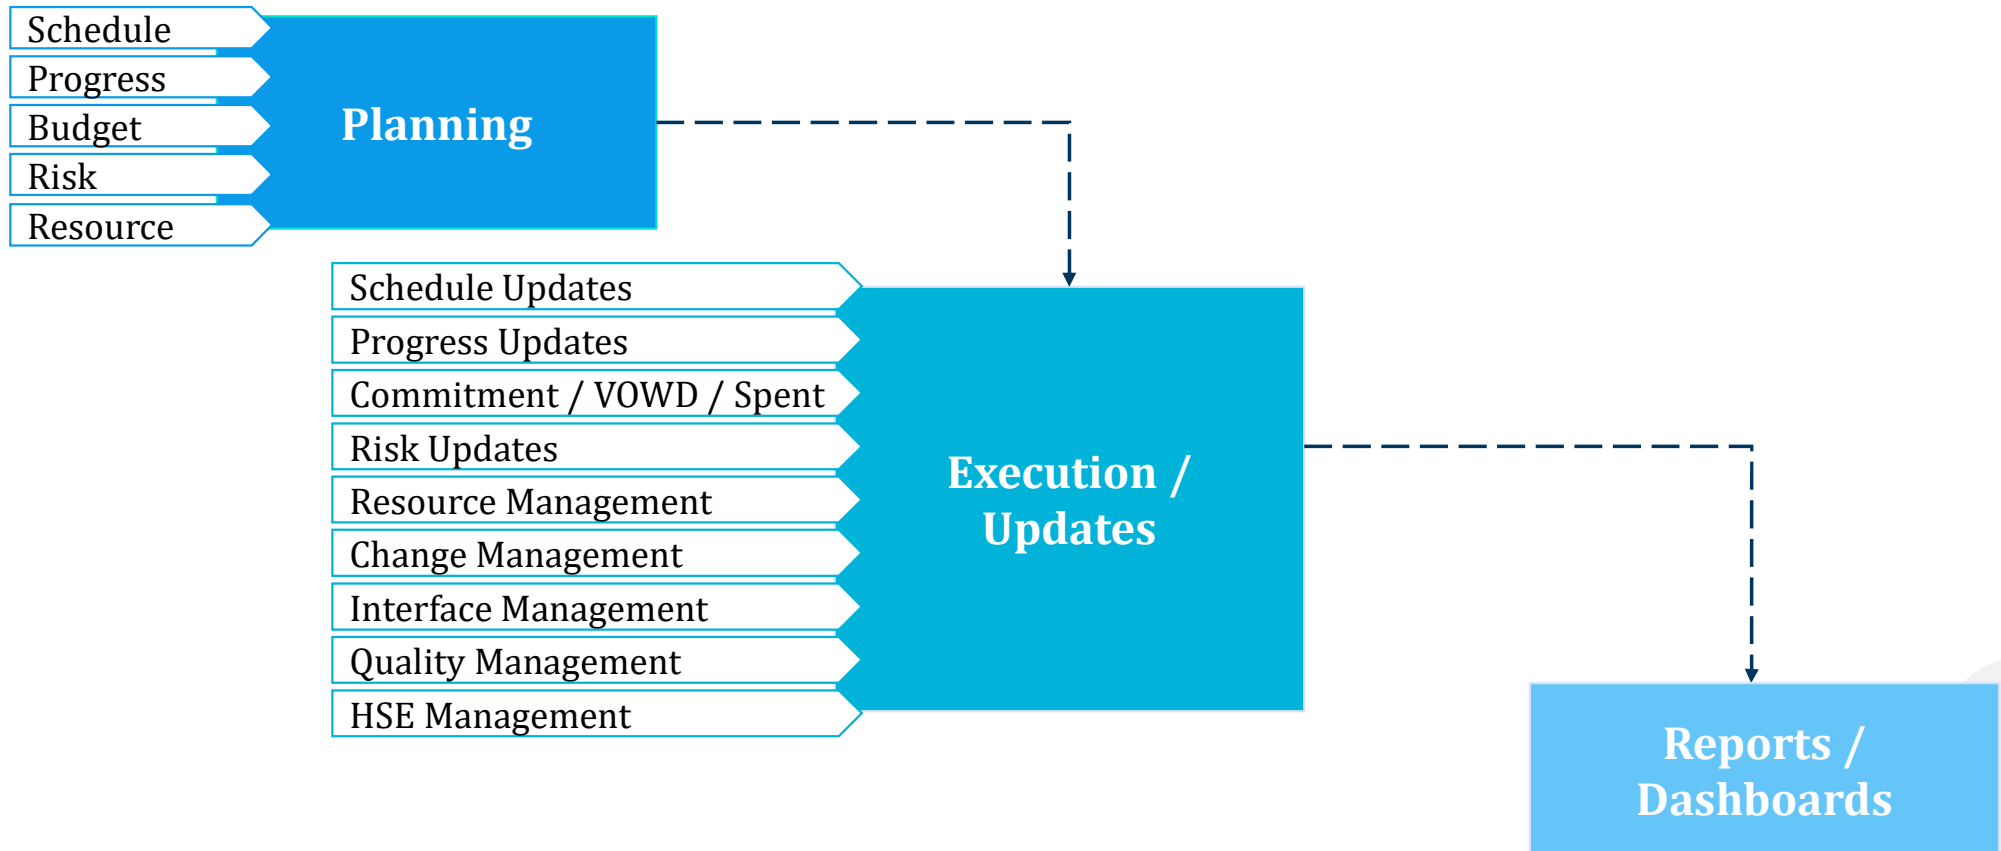 Schedule
Progress
Budget
Risk
Resource
Planning
Schedule Updates
Progress Updates
Commitment / VOWD / Spent
Risk Updates
Resource Management
Change Management
Interface Management
Quality Management
HSE Management
Execution /
Updates
Reports /
Dashboards